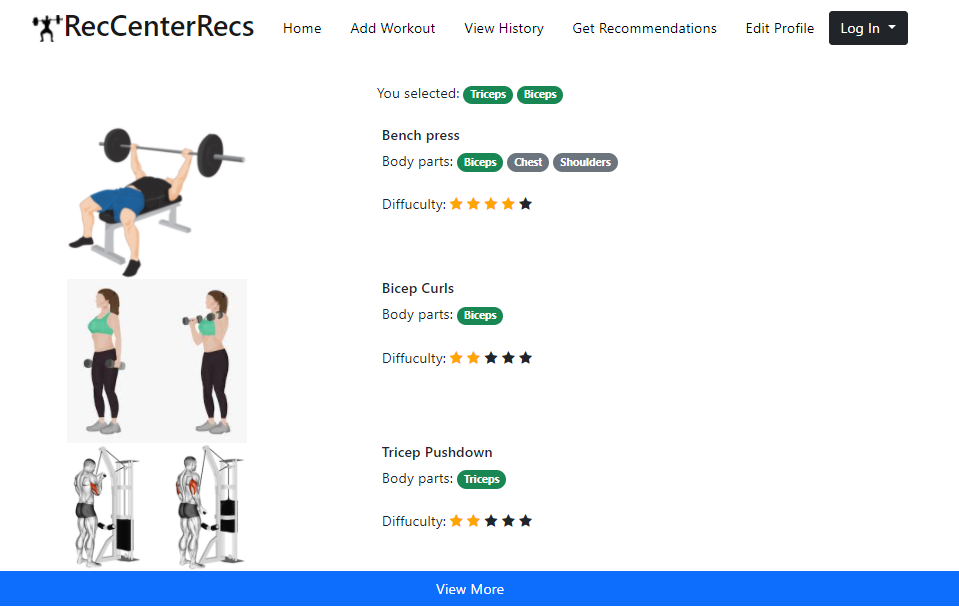 RecCenterRecs Home Add Workout View History Get Recommendations Edit Profile Log In
You selected: Triceps Biceps
Bench press
Body parts: Biceps Chest Shoulders
Diffuculty:
Bicep Curls
Body parts: Biceps
Diffuculty:
Tricep Pushdown
Body parts: Triceps
Diffuculty:
View More